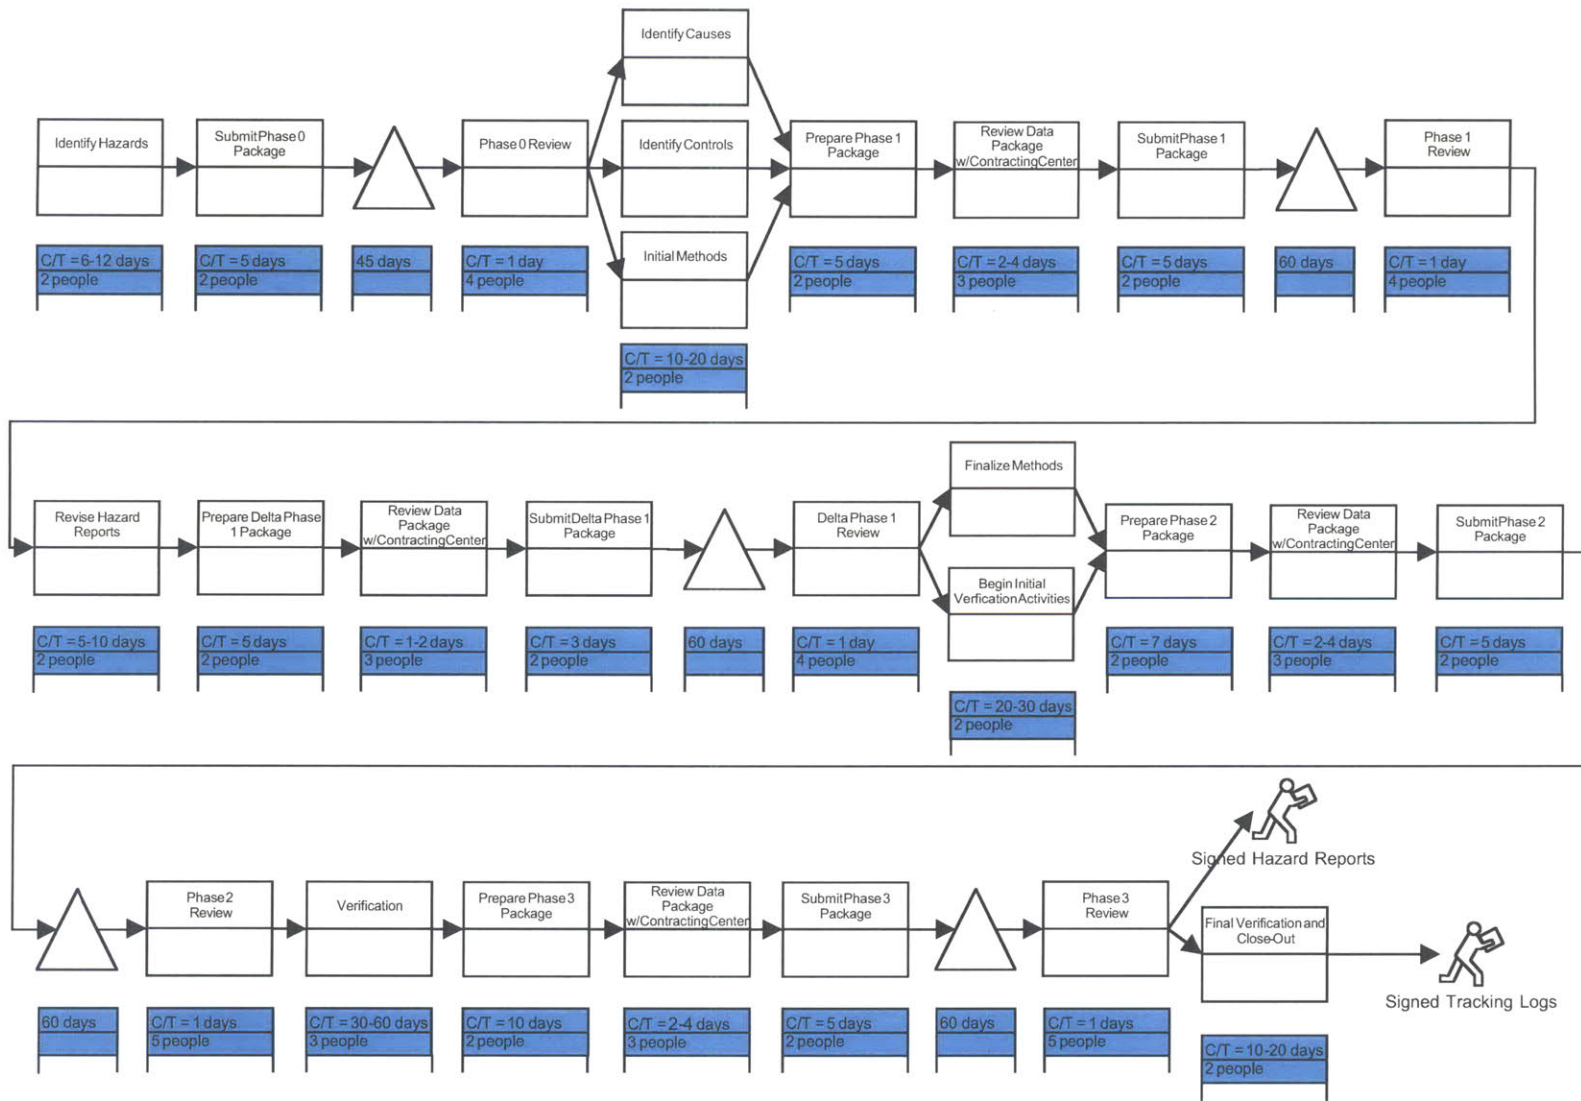 Identify Causes
Identify Hazards
Submit Phase 0
Package
Phase 0 Review
Identify Controls
Prepare Phase 1
Package
Review Data
Package
w/Contracting Center
Submit Phase 1
Package
Phase 1
Review
Initial Methods
C/T = 6-12 days
2 people
C/T = 5 days
2 people
45 days
C/T = 1 day
4 people
C/T = 5 days
2 people
C/T = 2-4 days
3 people
C/T = 5 days
2 people
60 days
C/T = 1 day
4 people
C/T = 10-20 days
2 people
Revise Hazard
Reports
Prepare Delta Phase
1 Package
Review Data
Package
w/Contracting Center
Submit Delta Phase 1
Package
Delta Phase 1
Review
Finalize Methods
Begin Initial
Verfication Activities
Prepare Phase 2
Package
Review Data
Package
w/Contracting Center
Submit Phase 2
Package
C/T = 5-10 days
2 people
C/T = 5 days
2 people
C/T = 1-2 days
3 people
C/T = 3 days
2 people
60 days
C/T = 1 day
4 people
C/T = 7 days
2 people
C/T = 2-4 days
3 people
C/T = 5 days
2 people
C/T = 20-30 days
2 people
Signed Hazard Reports
Phase 2
Review
Verification
Prepare Phase 3
Package
Review Data
Package
w/Contracting Center
Submit Phase 3
Package
Phase 3
Review
Final Verification and
Close-Out
Signed Tracking Logs
60 days
C/T = 1 days
5 people
C/T = 30-60 days
3 people
C/T = 10 days
2 people
C/T = 2-4 days
3 people
C/T = 5 days
2 people
60 days
C/T = 1 days
5 people
C/T = 10-20 days
2 people